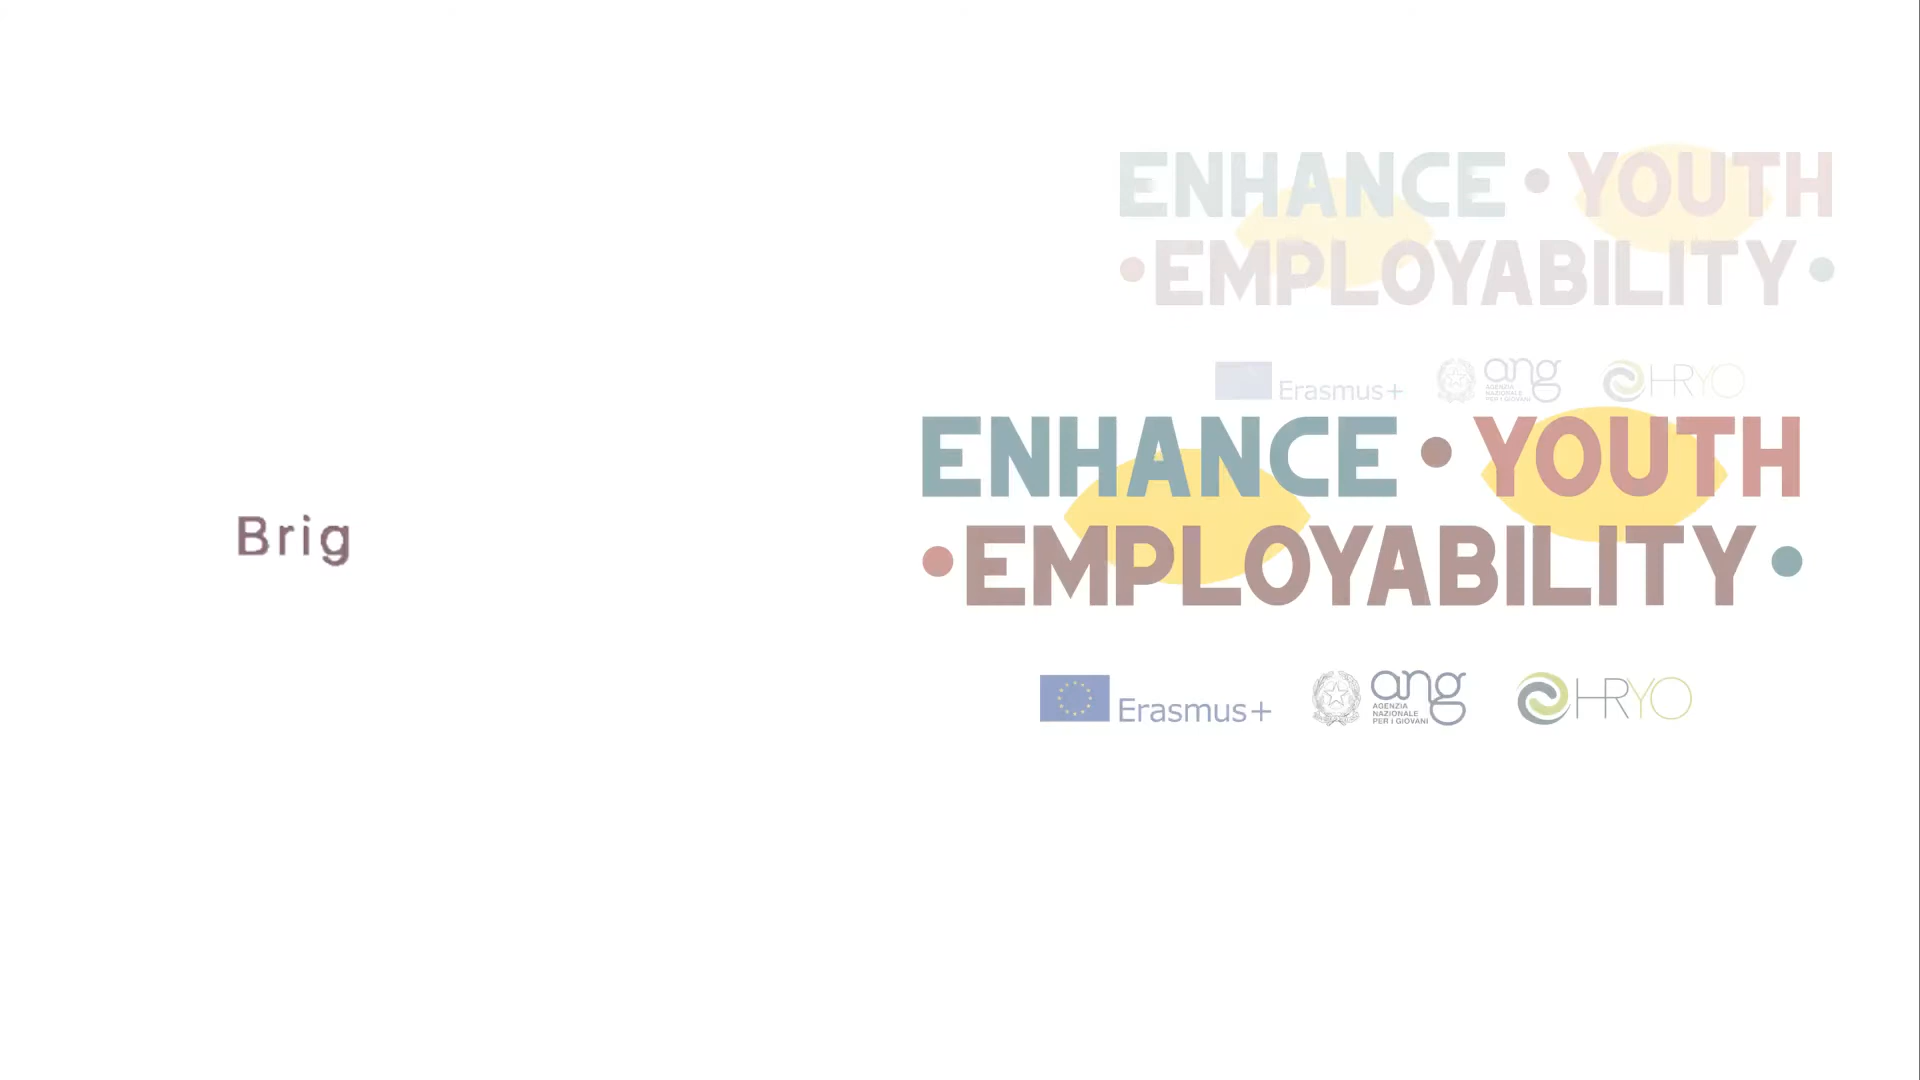 ENHANCE • YOUTH
• EMPLOYABILITY •
Erasmus+
ang
AGENZIA
NAZIONALE
PER I GIOVANI
HRYO
ENHANCE • YOUTH
• EMPLOYABILITY •
Brig
Erasmus+
ang
AGENZIA
NAZIONALE
PER I GIOVANI
HRYO